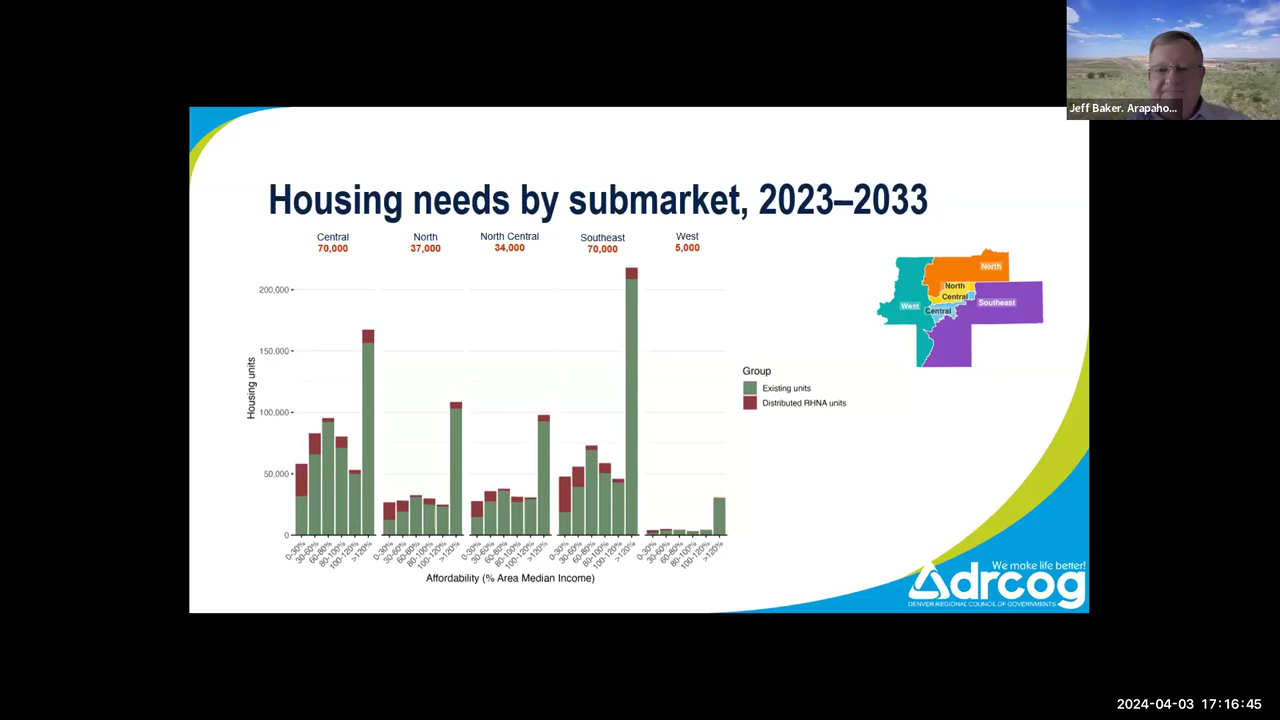 Jeff Baker. Arapaho...
Housing needs by submarket, 2023–2033
Central
70,000
North
37,000
North Central
34,000
Southeast
70,000
West
5,000
Housing units
200,000
150,000
100,000
50,000
0
0-30% 30-60% 60-80% 80-100% 100-120% >120%
0-30% 30-60% 60-80% 80-100% 100-120% >120%
0-30% 30-60% 60-80% 80-100% 100-120% >120%
0-30% 30-60% 60-80% 80-100% 100-120% >120%
0-30% 30-60% 60-80% 80-100% 100-120% >120%
Affordability (% Area Median Income)
Group
Existing units
Distributed RHNA units
North
North
Central
West
Central
Southeast
We make life better!
drcog
DENVER REGIONAL COUNCIL OF GOVERNMENTS
2024-04-03 17:16:45